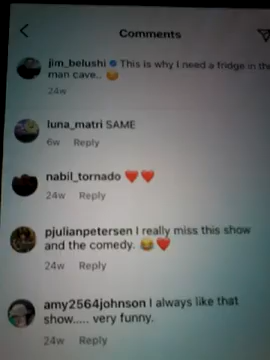 Comments
jim_belushi This is why I need a fridge in the
man cave.. 😊
24w
luna_matri SAME
6w Reply
nabil_tornado ❤️❤️
24w Reply
pjulianpetersen I really miss this show
and the comedy. 😂❤️
24w Reply
amy2564johnson I always like that
show..... very funny.
24w Reply